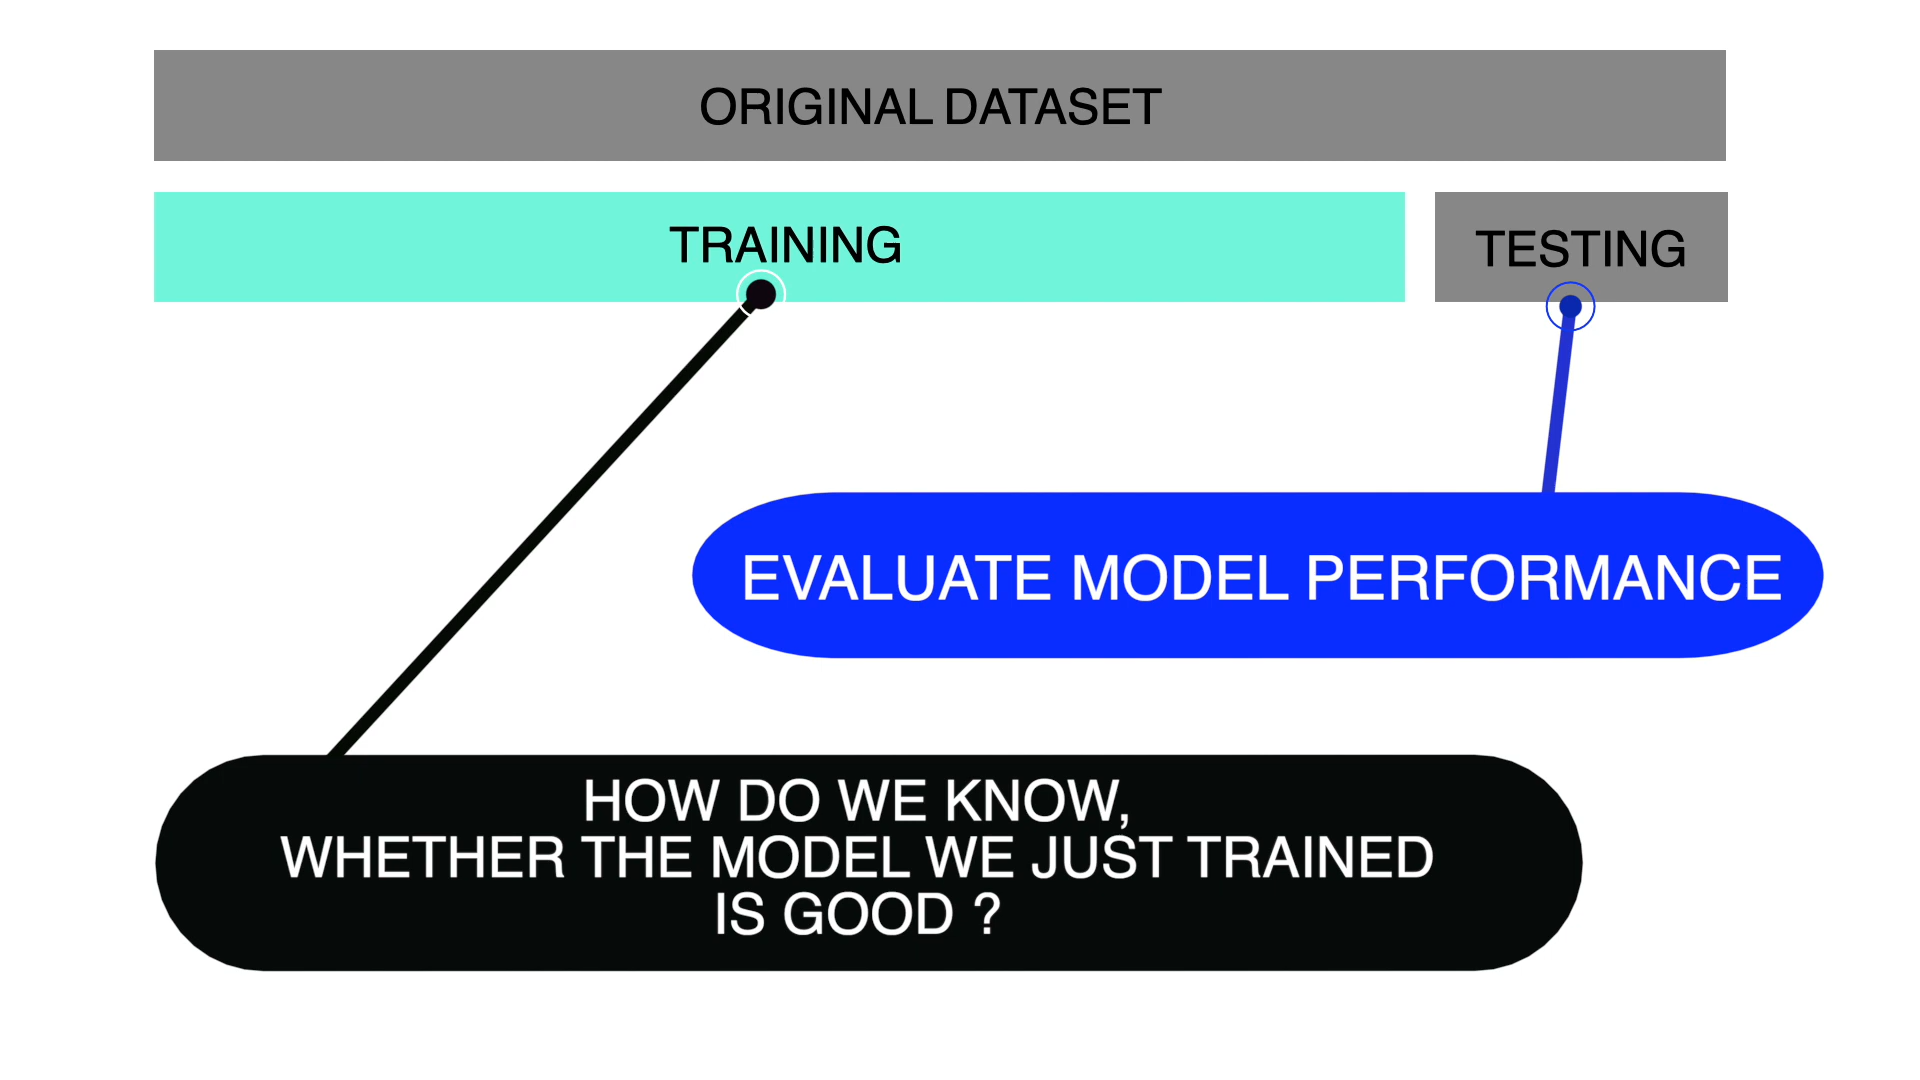 ORIGINAL DATASET
TRAINING
TESTING
EVALUATE MODEL PERFORMANCE
HOW DO WE KNOW,
WHETHER THE MODEL WE JUST TRAINED
IS GOOD ?